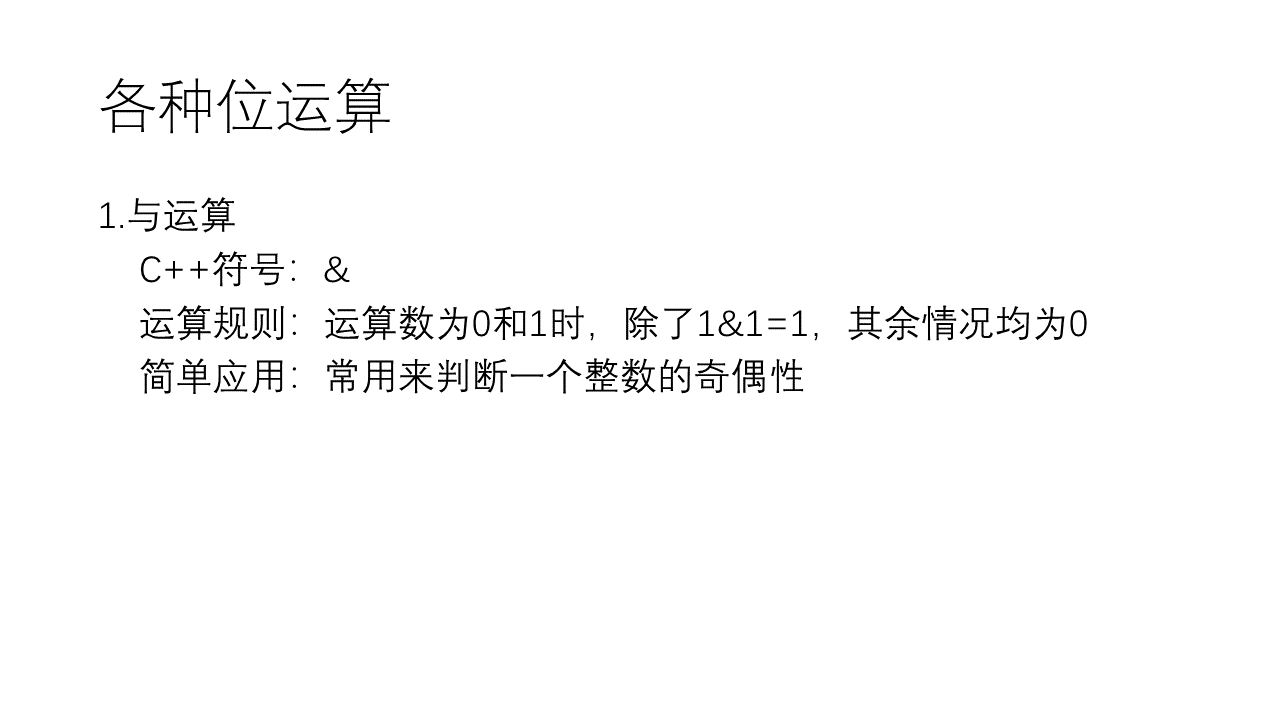 各种位运算
1.与运算
C++符号：&
运算规则：运算数为0和1时，除了1&1=1，其余情况均为0
简单应用：常用来判断一个整数的奇偶性